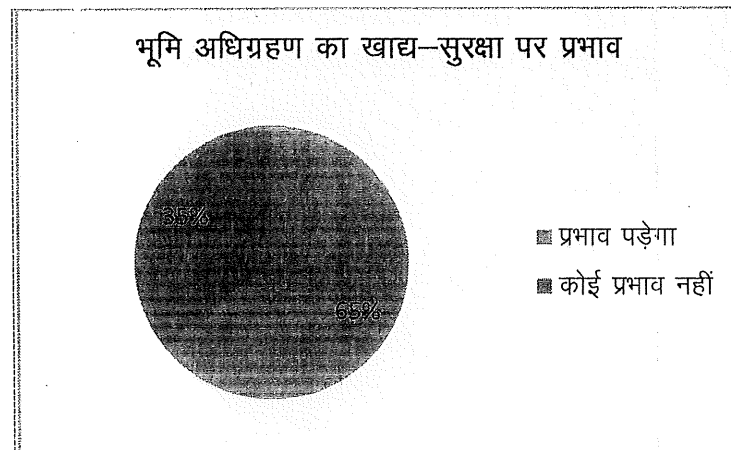 भूमि अधिग्रहण का खाद्य–सुरक्षा पर प्रभाव
35%
65%
प्रभाव पड़ेगा
कोई प्रभाव नहीं